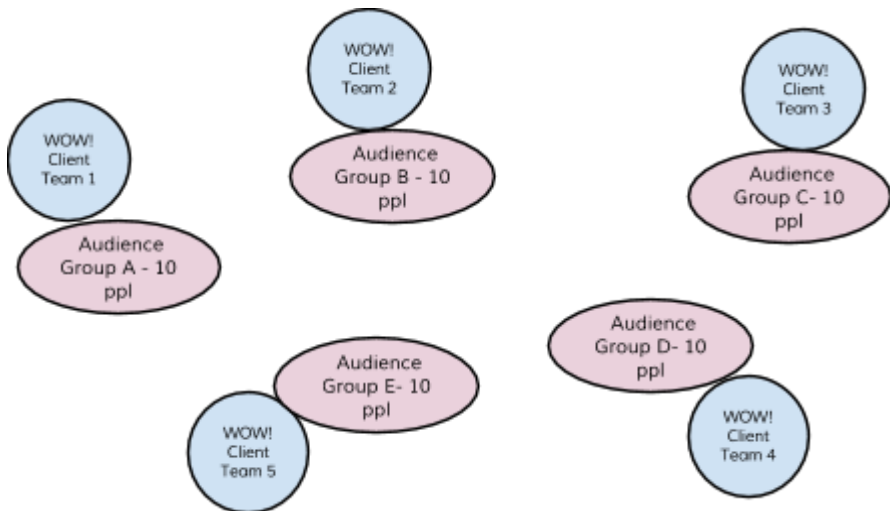 WOW!
Client
Team 1
Audience
Group A - 10
ppl
WOW!
Client
Team 2
Audience
Group B - 10
ppl
WOW!
Client
Team 3
Audience
Group C- 10
ppl
Audience
Group E- 10
ppl
WOW!
Client
Team 5
Audience
Group D- 10
ppl
WOW!
Client
Team 4